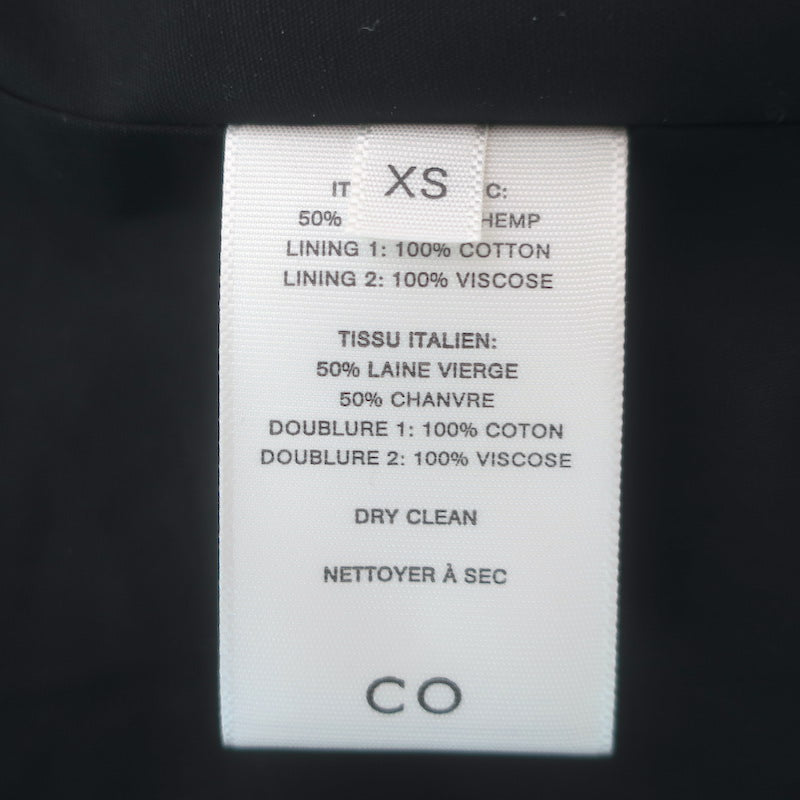 XS
IT C:
50% HEMP
LINING 1: 100% COTTON
LINING 2: 100% VISCOSE
TISSU ITALIEN:
50% LAINE VIERGE
50% CHANVRE
DOUBLURE 1: 100% COTON
DOUBLURE 2: 100% VISCOSE
DRY CLEAN
NETTOYER À SEC
CO